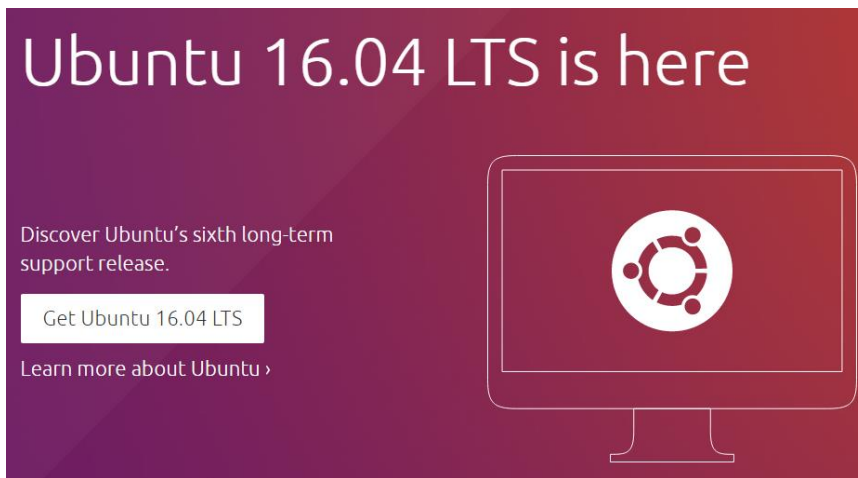 Ubuntu 16.04 LTS is here
Discover Ubuntu’s sixth long-term
support release.
Get Ubuntu 16.04 LTS
Learn more about Ubuntu ›